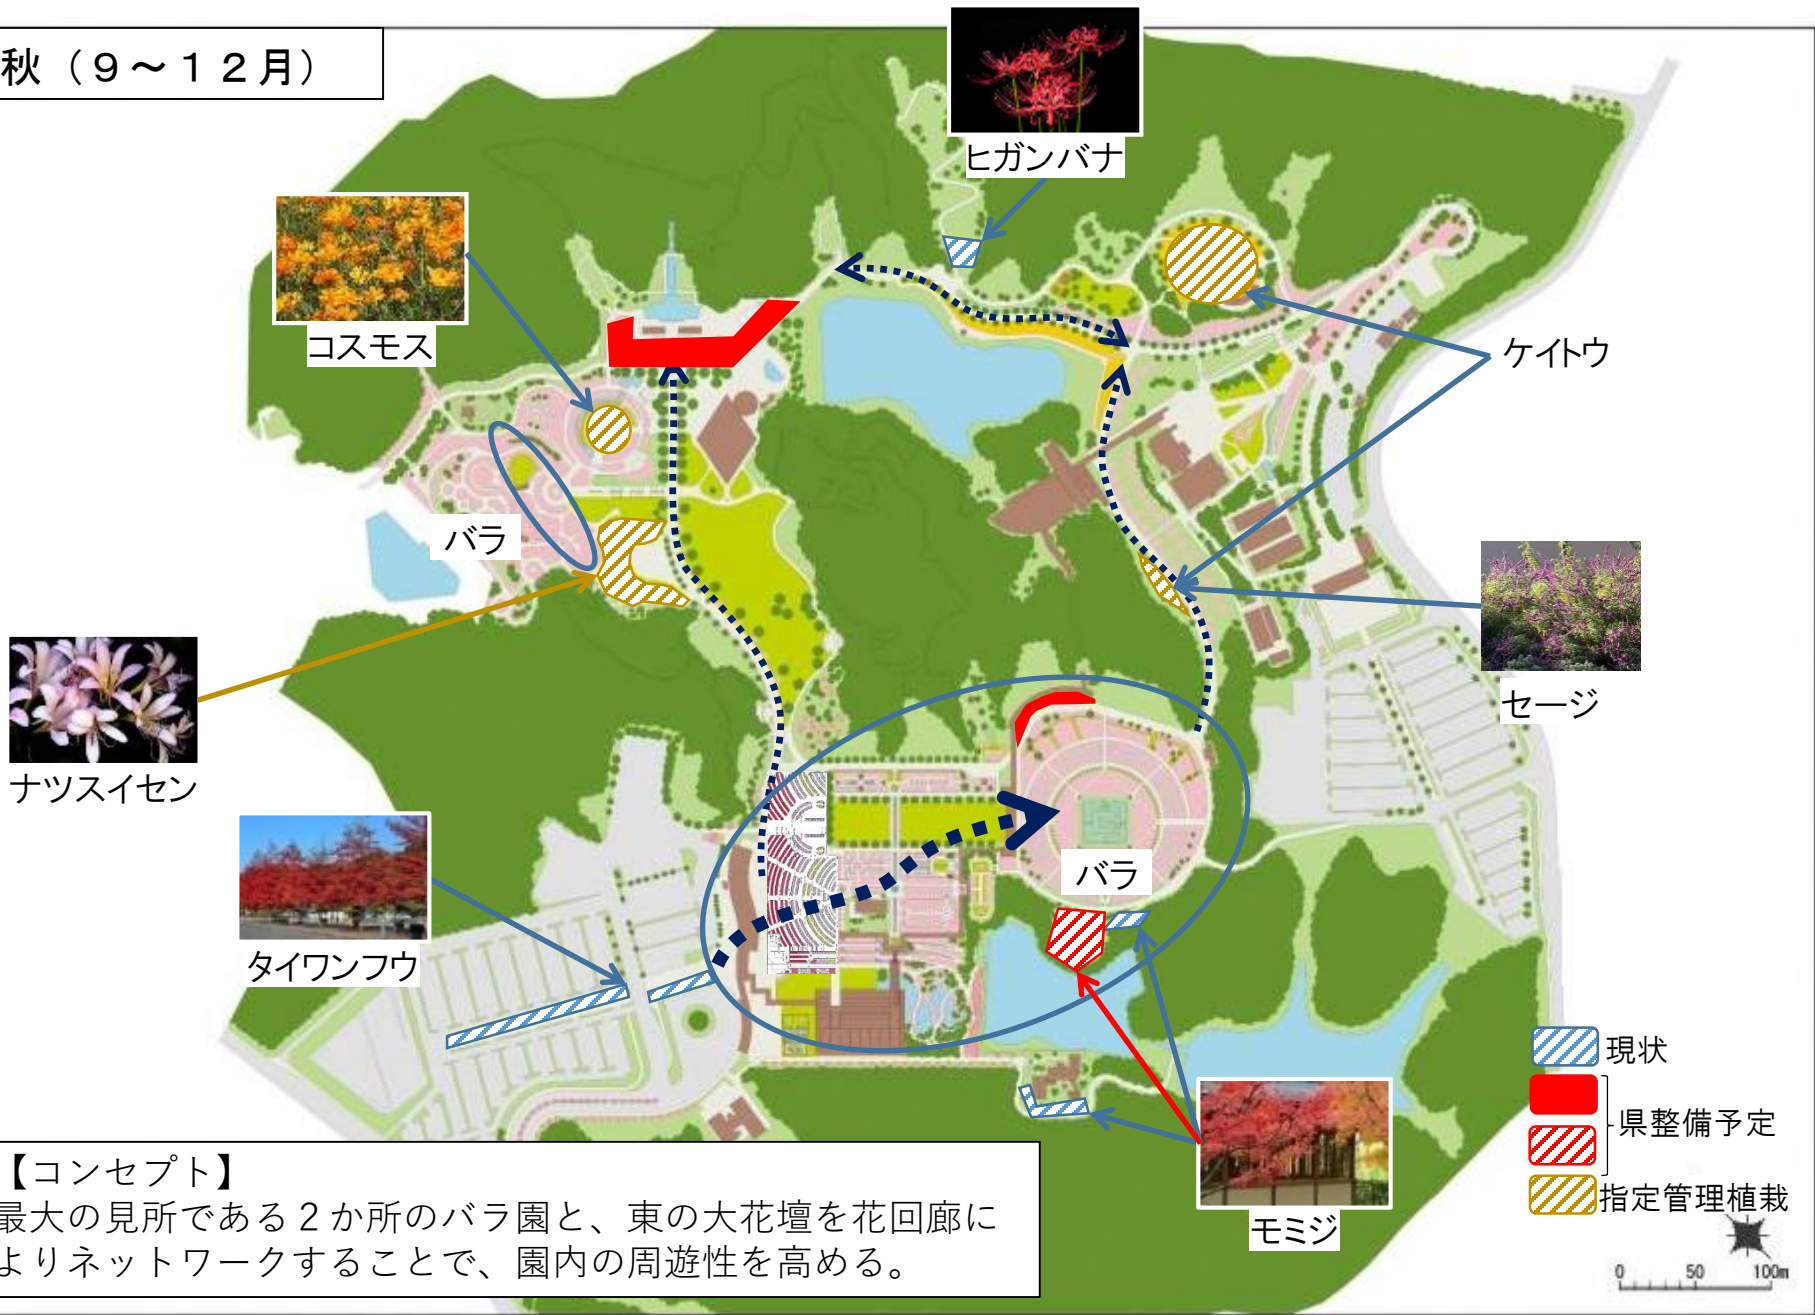 秋（９～１２月）
ヒガンバナ
コスモス
ケイトウ
バラ
セージ
ナツスイセン
バラ
タイワンフウ
現状
県整備予定
指定管理植栽
モミジ
【コンセプト】
最大の見所である２か所のバラ園と、東の大花壇を花回廊に
よりネットワークすることで、園内の周遊性を高める。
0 50 100m